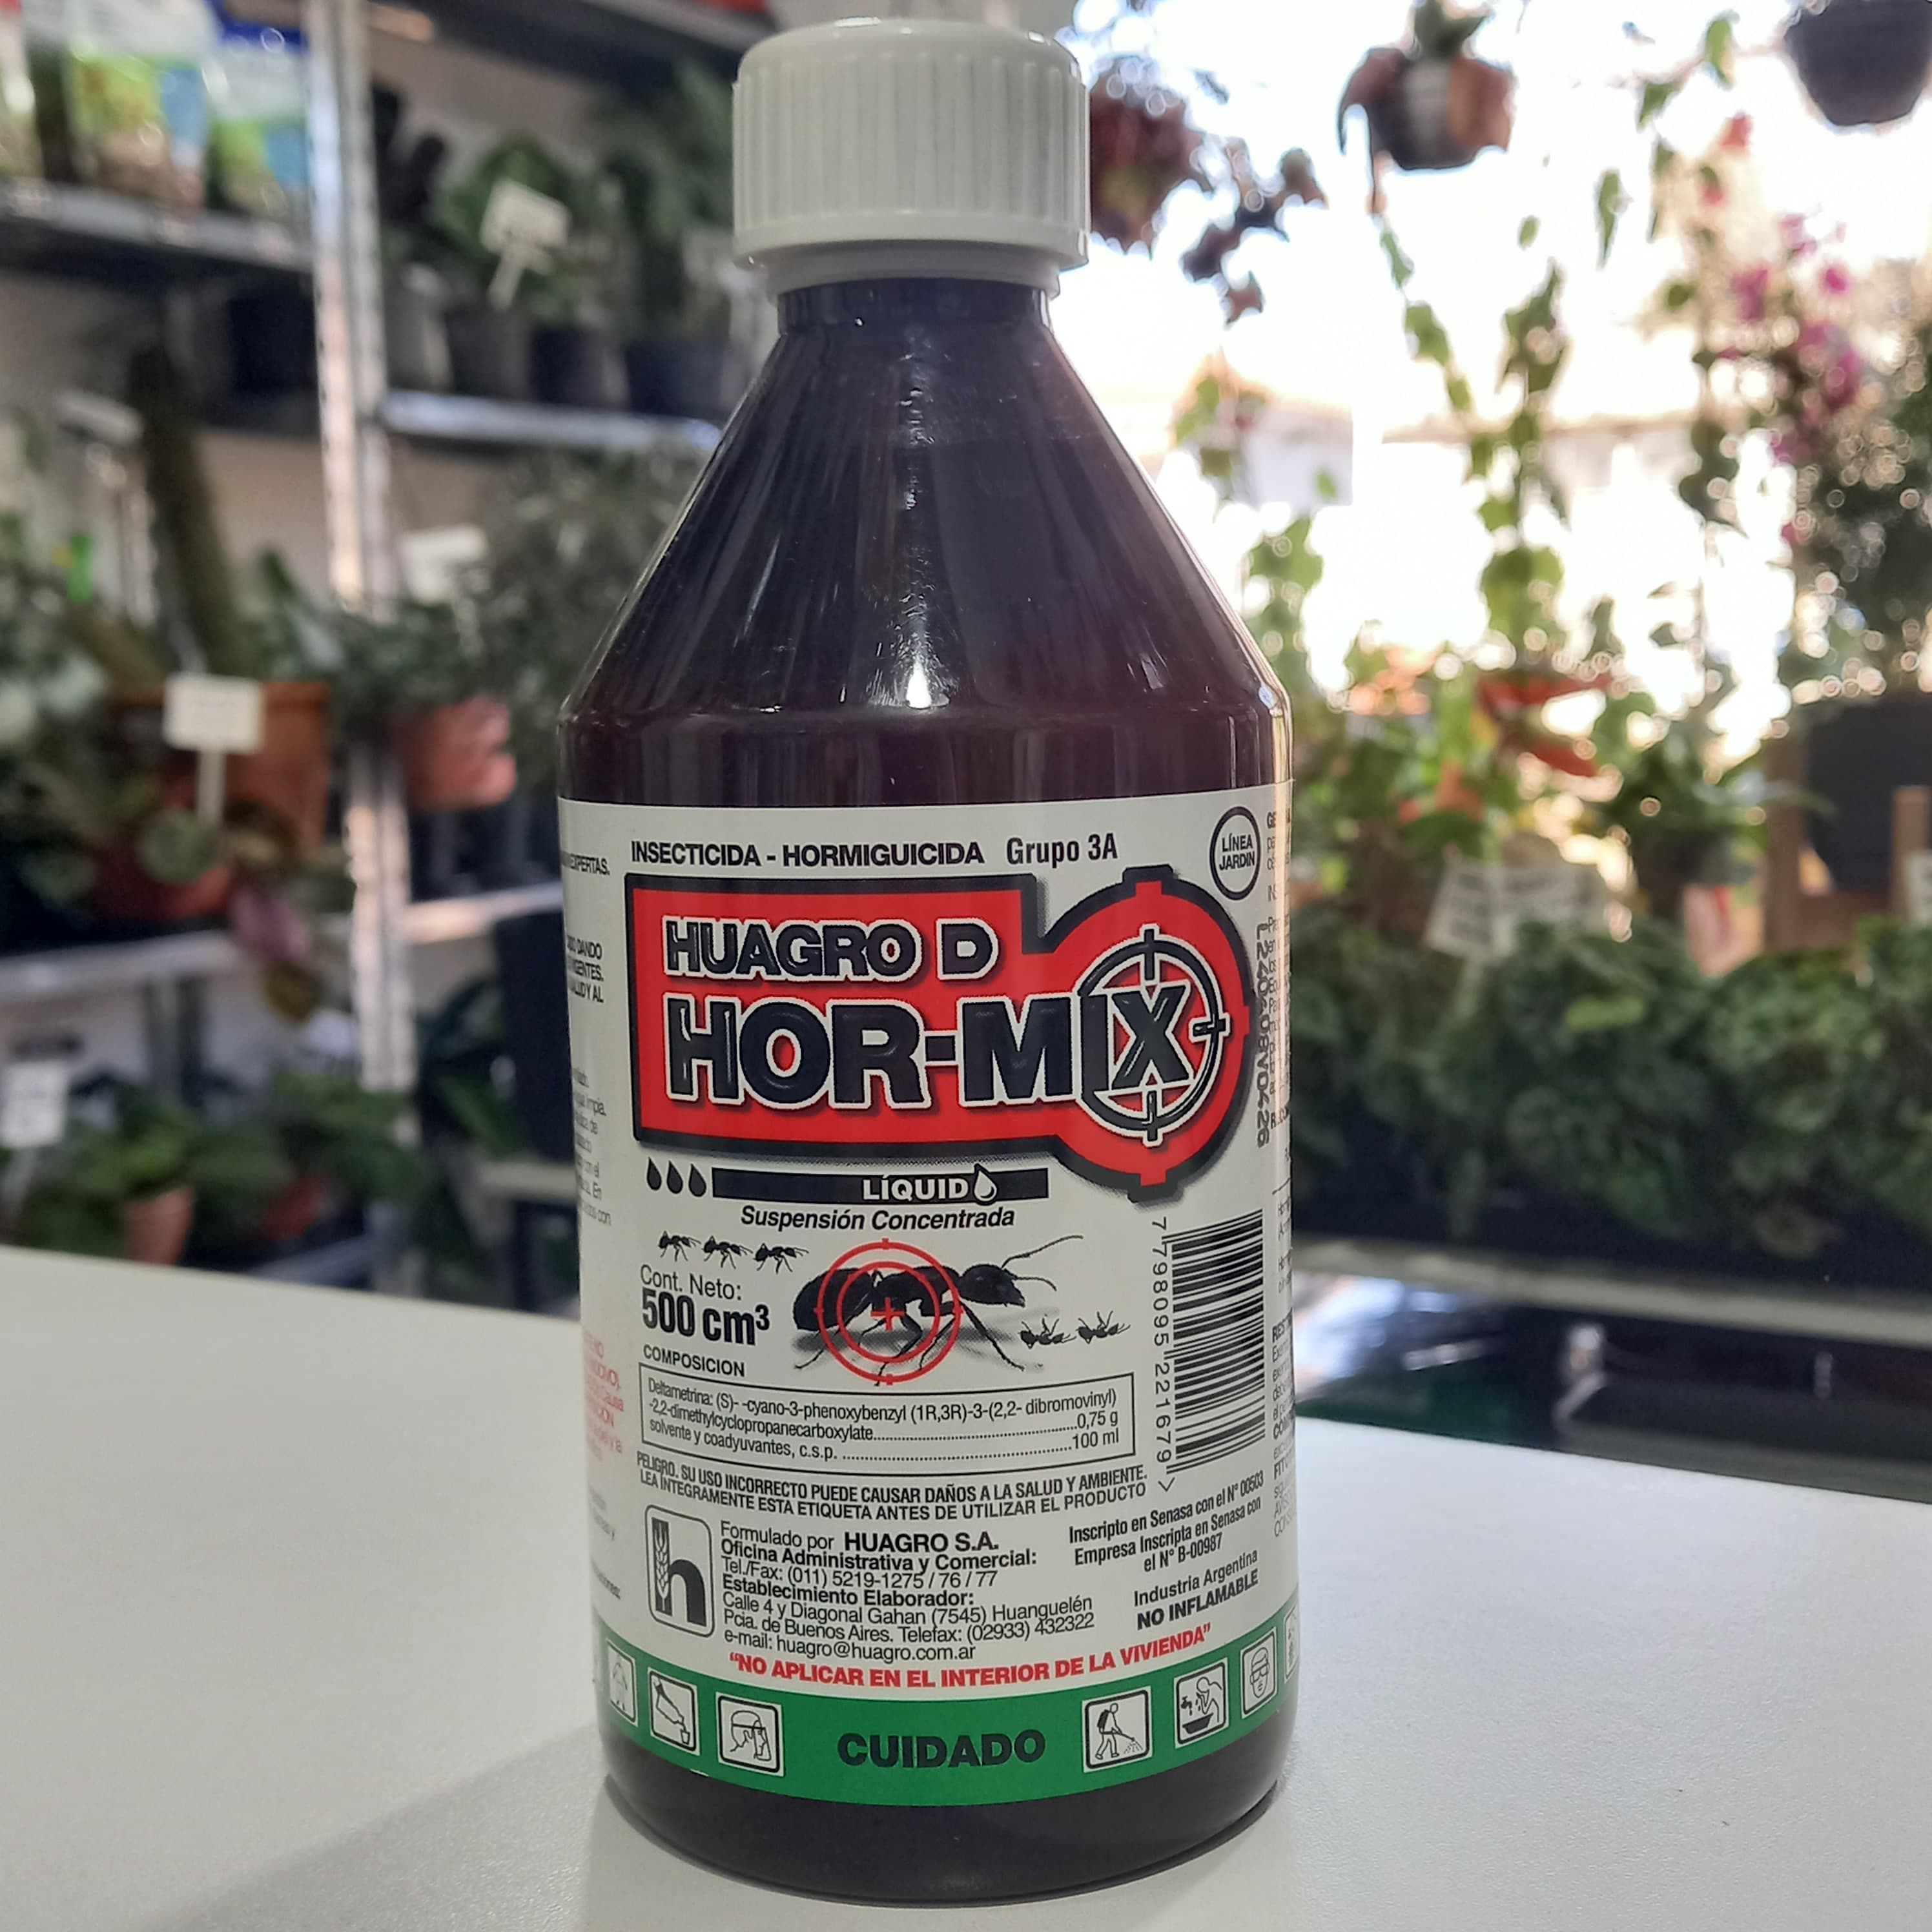 INSECTICIDA - HORMIGUICIDA Grupo 3A
LÍNEA
JARDIN
HUAGRO D
HOR-MIX
LÍQUIDO
Suspensión Concentrada
Cont. Neto:
500 cm³
COMPOSICION
Deltametrina: (S)- -cyano-3-phenoxybenzyl (1R,3R)-3-(2,2- dibromovinyl)
-2,2-dimethylcyclopropanecarboxylate..........0,75 g
solvente y coadyuvantes, c.s.p. ..........100 ml
7 798095 221679 >
PELIGRO. SU USO INCORRECTO PUEDE CAUSAR DAÑOS A LA SALUD Y AMBIENTE.
LEA INTEGRAMENTE ESTA ETIQUETA ANTES DE UTILIZAR EL PRODUCTO
h
Formulado por HUAGRO S.A.
Oficina Administrativa y Comercial:
Tel./Fax: (011) 5219-1275 / 76 / 77
Establecimiento Elaborador:
Calle 4 y Diagonal Gahan (7545) Huanguelén
Pcia. de Buenos Aires. Telefax: (02933) 432322
e-mail: huagro@huagro.com.ar
Inscripto en Senasa con el N° 00503
Empresa Inscripta en Senasa con
el N° B-00987
Industria Argentina
NO INFLAMABLE
"NO APLICAR EN EL INTERIOR DE LA VIVIENDA"
CUIDADO
EXPERTAS.
DANDO